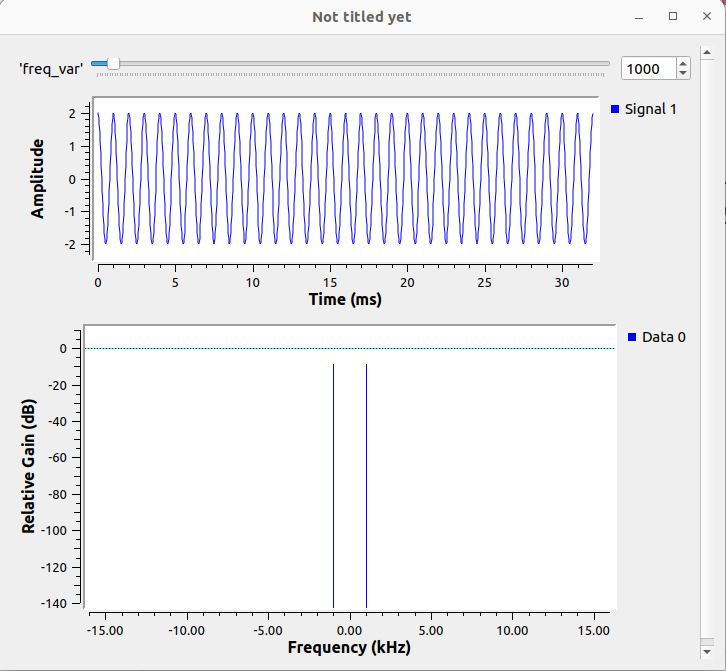 Not titled yet
'freq_var' 1000
Signal 1
Amplitude
2
1
0
-1
-2
0 5 10 15 20 25 30
Time (ms)
Data 0
Relative Gain (dB)
0
-20
-40
-60
-80
-100
-120
-140
-15.00 -10.00 -5.00 0.00 5.00 10.00 15.00
Frequency (kHz)